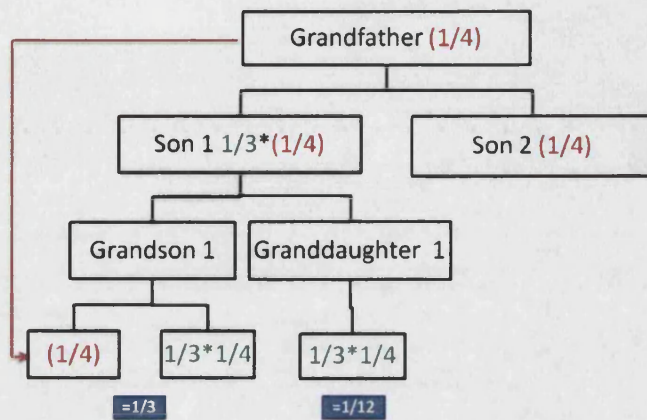 Grandfather (1/4)
Son 1 1/3*(1/4)
Son 2 (1/4)
Grandson 1
Granddaughter 1
(1/4)
1/3*1/4
1/3*1/4
=1/3
=1/12